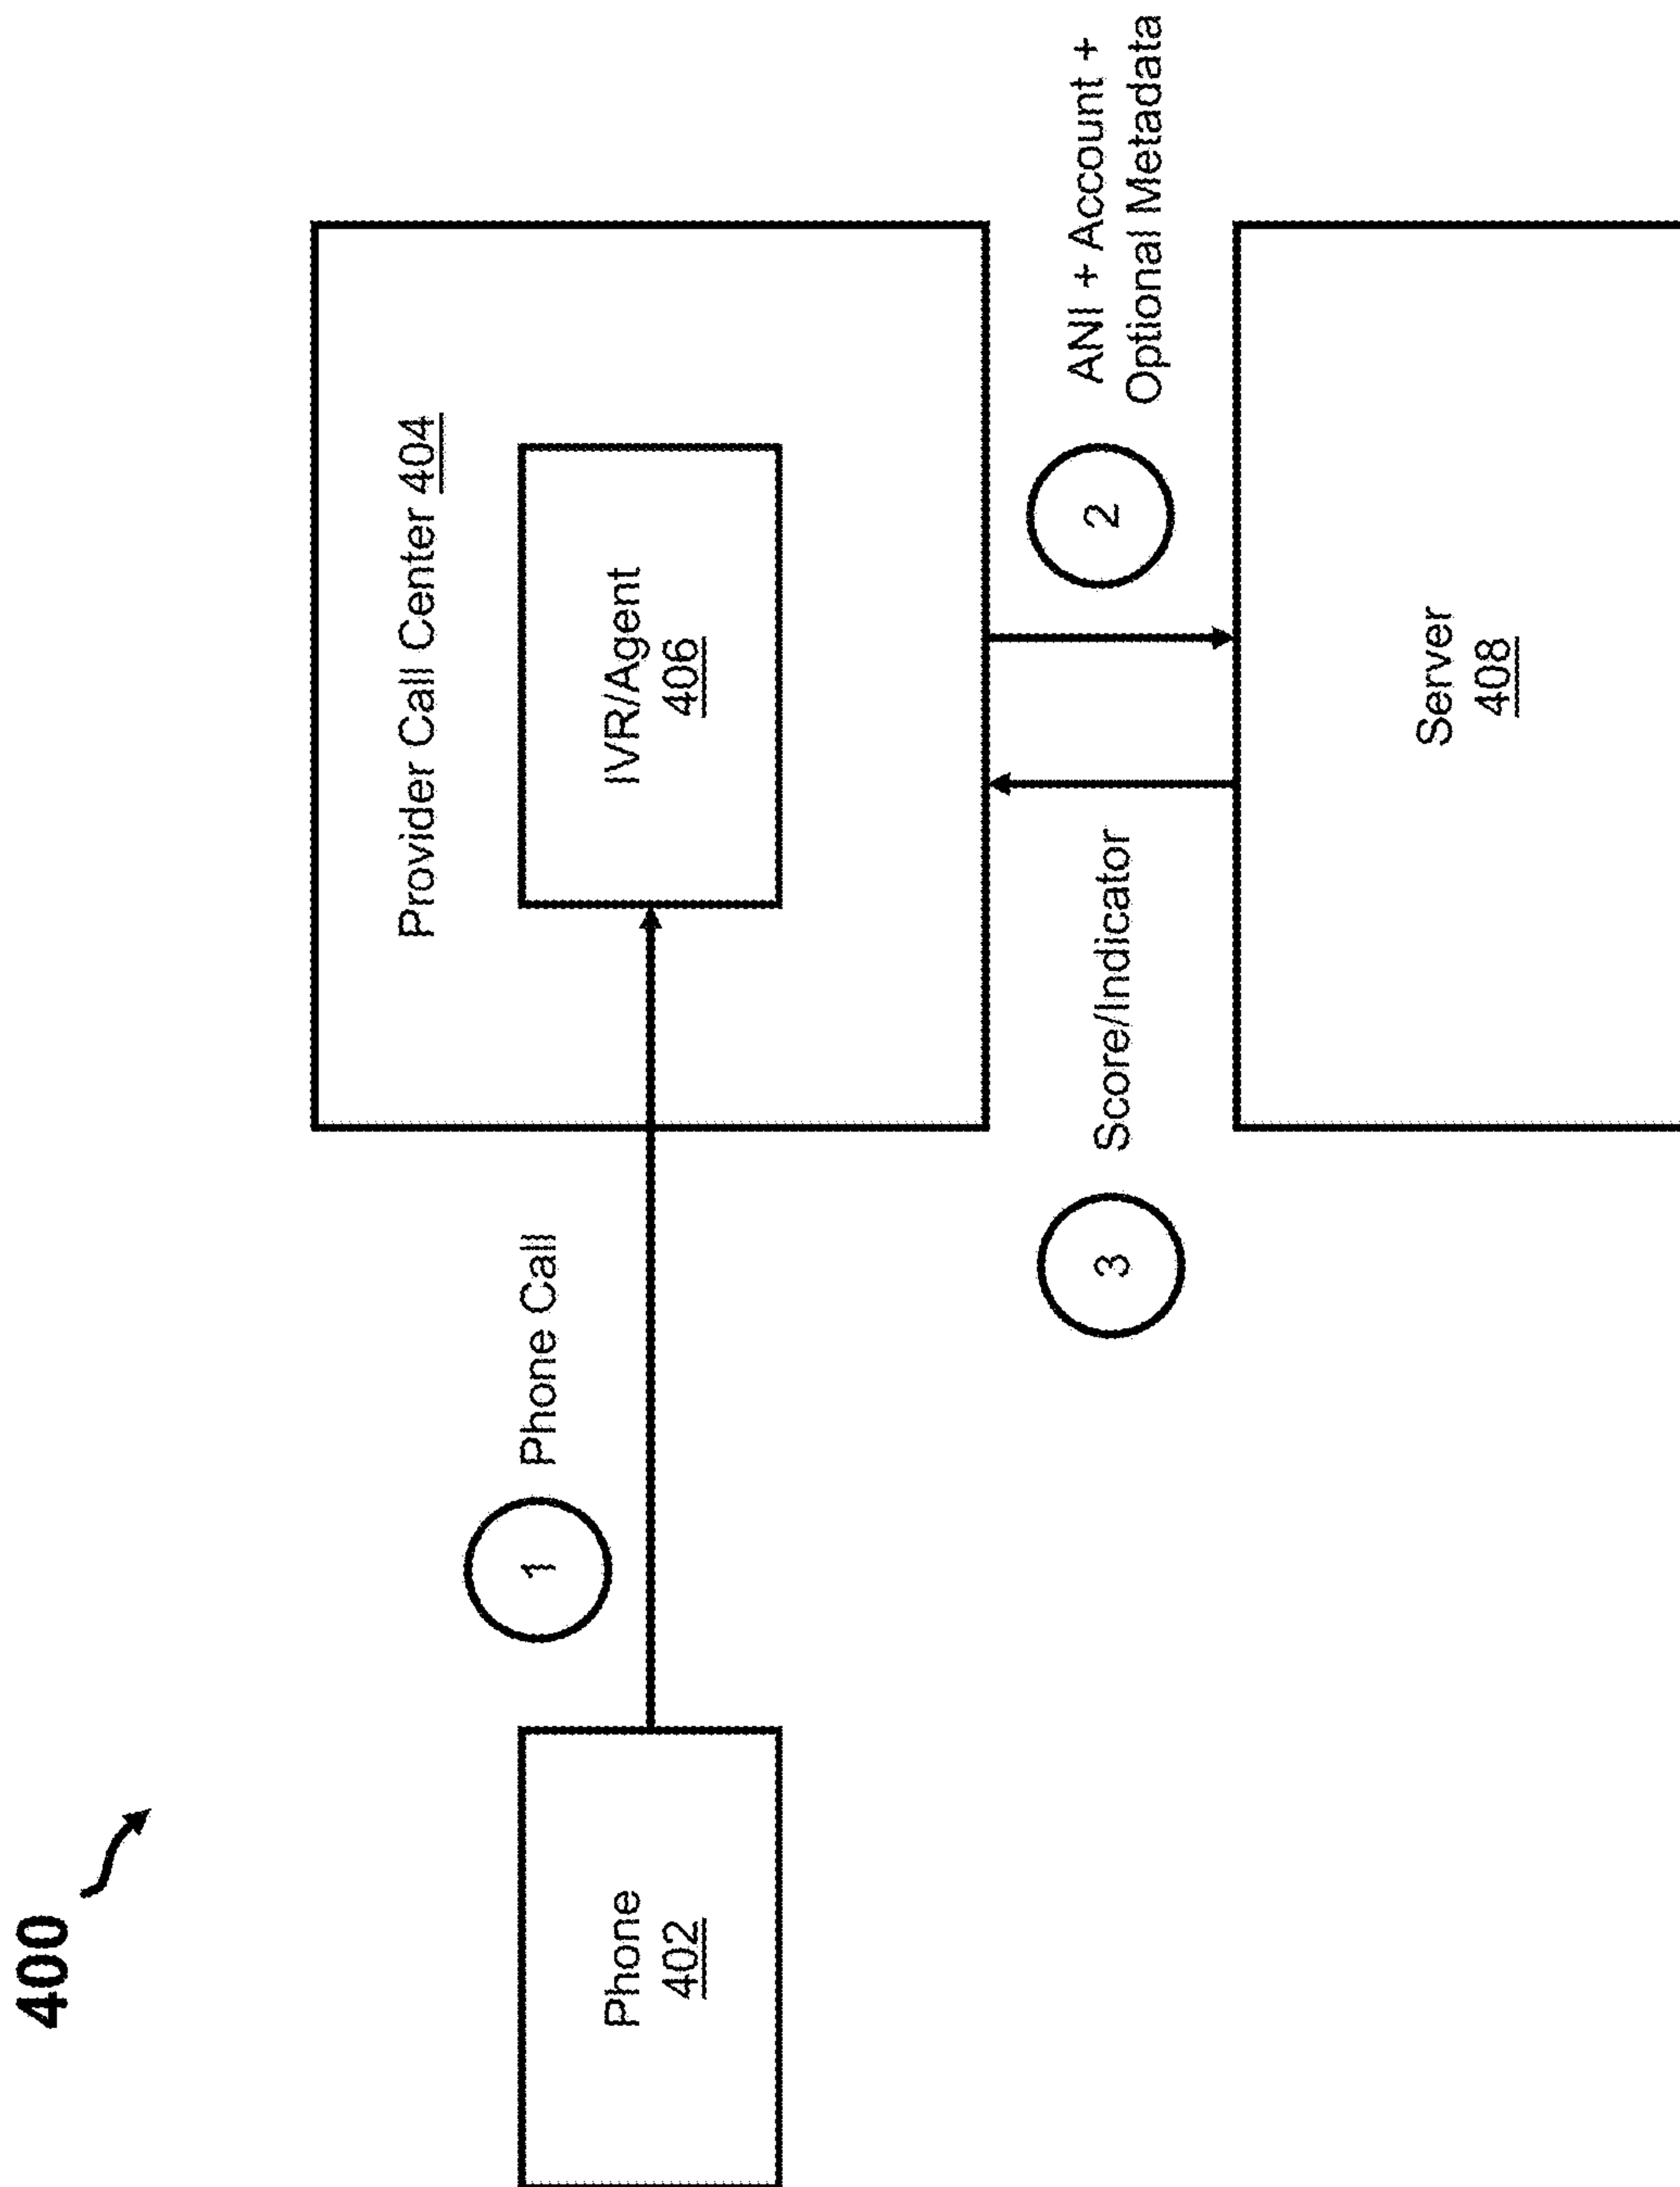 400
Provider Call Center 404
1
Phone Call
Phone
402
IVR/Agent
406
3
Score/Indicator
2
ANI + Account +
Optional Metadata
Server
408